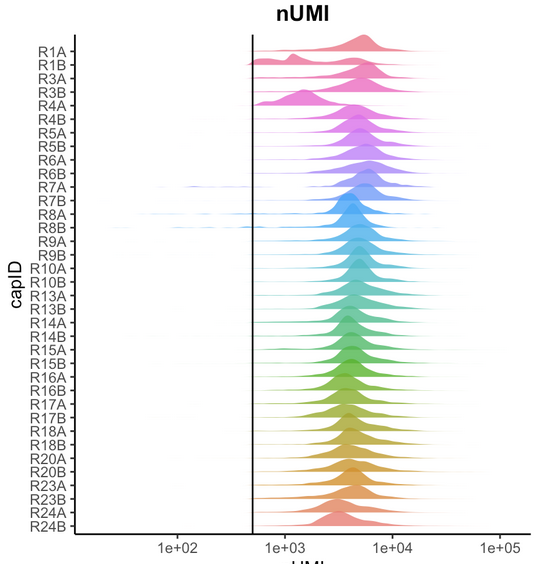 nUMI
capID
R1A
R1B
R3A
R3B
R4A
R4B
R5A
R5B
R6A
R6B
R7A
R7B
R8A
R8B
R9A
R9B
R10A
R10B
R13A
R13B
R14A
R14B
R15A
R15B
R16A
R16B
R17A
R17B
R18A
R18B
R20A
R20B
R23A
R23B
R24A
R24B
1e+02 1e+03 1e+04 1e+05